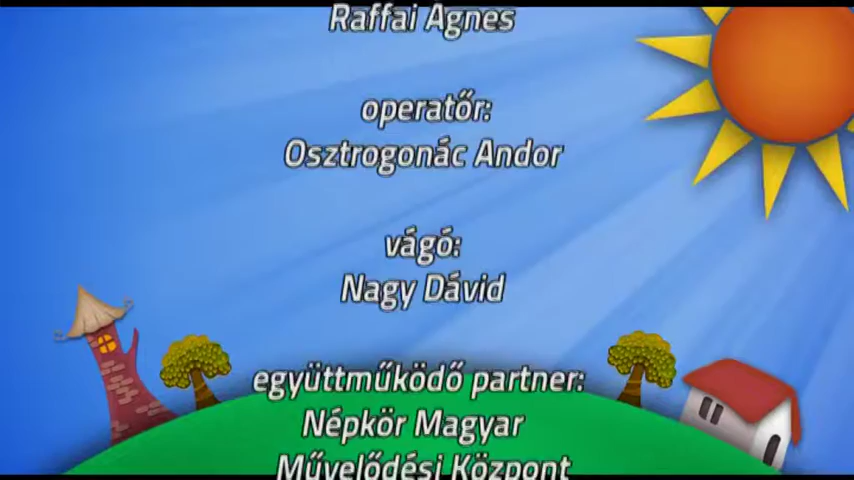 Raffai Ágnes
operatőr:
Osztrogonác Andor
vágó:
Nagy Dávid
együttműködő partner:
Népkör Magyar
Művelődési Központ